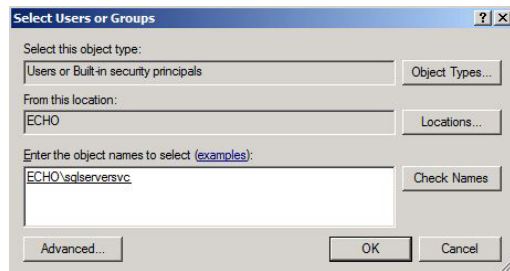 Select Users or Groups
Select this object type:
Users or Built-in security principals
Object Types...
From this location:
ECHO
Locations...
Enter the object names to select (examples):
ECHO\sqlserversvc
Check Names
Advanced...
OK
Cancel